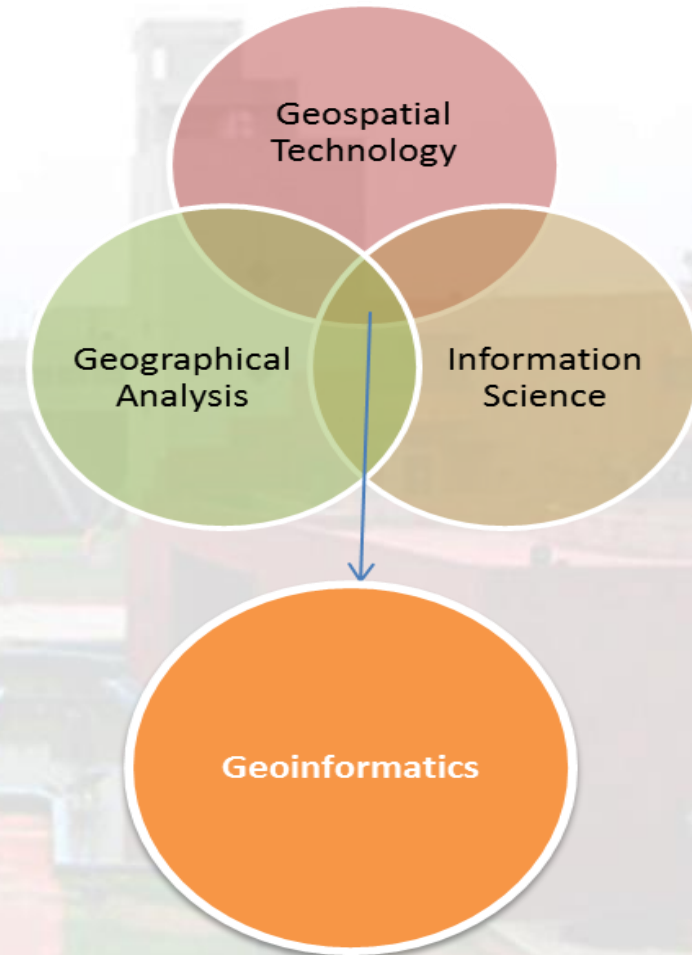 Geospatial
Technology
Geographical
Analysis
Information
Science
Geoinformatics